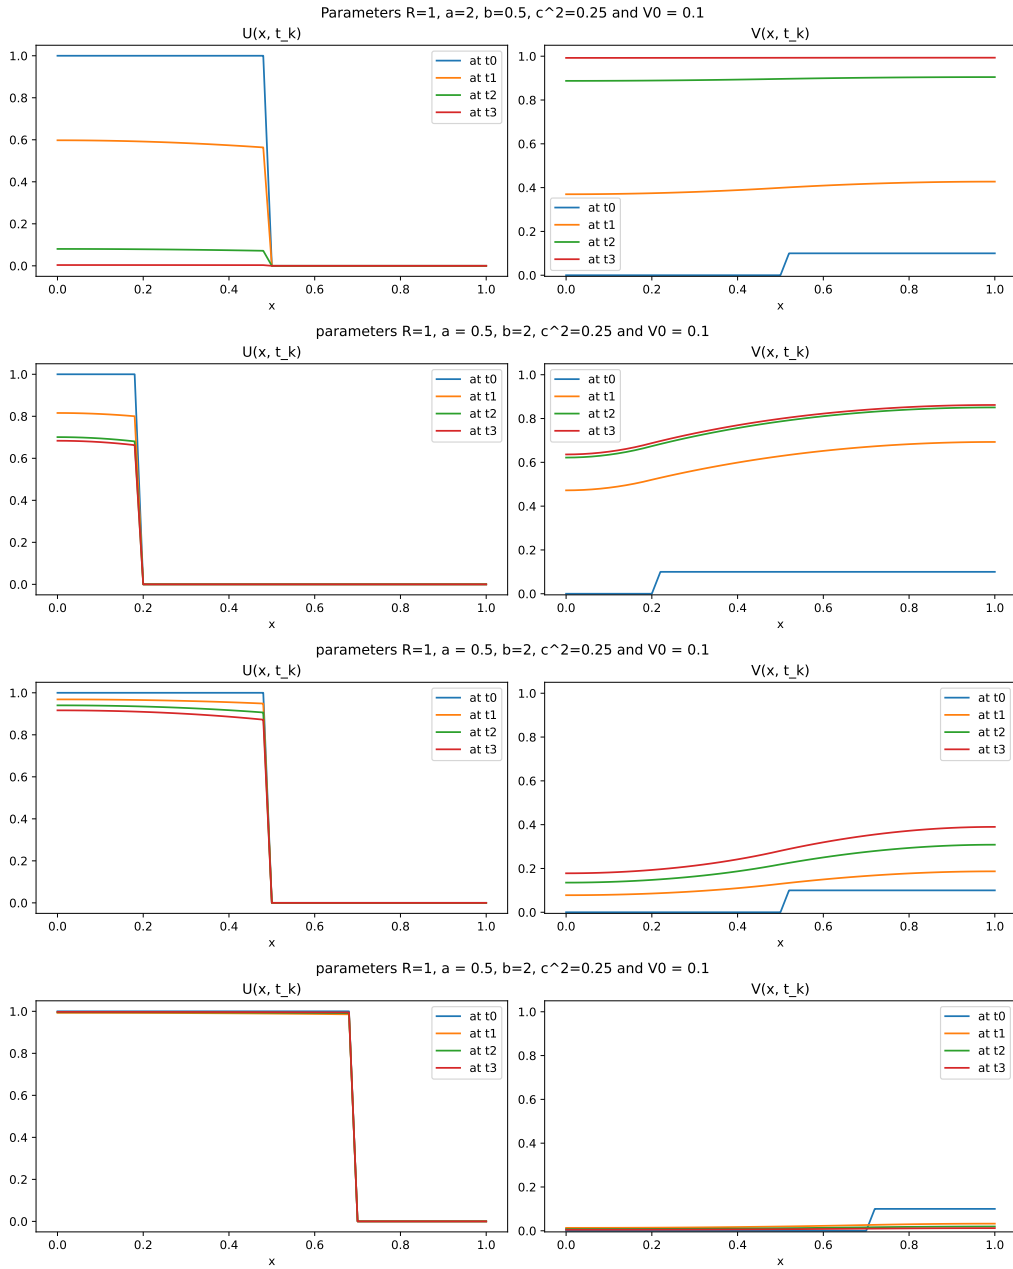 Parameters R=1, a=2, b=0.5, c^2=0.25 and V0 = 0.1
U(x, t_k)
1.0
0.8
0.6
0.4
0.2
0.0
at t0
at t1
at t2
at t3
0.0 0.2 0.4 0.6 0.8 1.0
x
V(x, t_k)
1.0
0.8
0.6
0.4
0.2
0.0
at t0
at t1
at t2
at t3
0.0 0.2 0.4 0.6 0.8 1.0
x
parameters R=1, a = 0.5, b=2, c^2=0.25 and V0 = 0.1
U(x, t_k)
1.0
0.8
0.6
0.4
0.2
0.0
at t0
at t1
at t2
at t3
0.0 0.2 0.4 0.6 0.8 1.0
x
V(x, t_k)
1.0
0.8
0.6
0.4
0.2
0.0
at t0
at t1
at t2
at t3
0.0 0.2 0.4 0.6 0.8 1.0
x
parameters R=1, a = 0.5, b=2, c^2=0.25 and V0 = 0.1
U(x, t_k)
1.0
0.8
0.6
0.4
0.2
0.0
at t0
at t1
at t2
at t3
0.0 0.2 0.4 0.6 0.8 1.0
x
V(x, t_k)
1.0
0.8
0.6
0.4
0.2
0.0
at t0
at t1
at t2
at t3
0.0 0.2 0.4 0.6 0.8 1.0
x
parameters R=1, a = 0.5, b=2, c^2=0.25 and V0 = 0.1
U(x, t_k)
1.0
0.8
0.6
0.4
0.2
0.0
at t0
at t1
at t2
at t3
0.0 0.2 0.4 0.6 0.8 1.0
x
V(x, t_k)
1.0
0.8
0.6
0.4
0.2
0.0
at t0
at t1
at t2
at t3
0.0 0.2 0.4 0.6 0.8 1.0
x